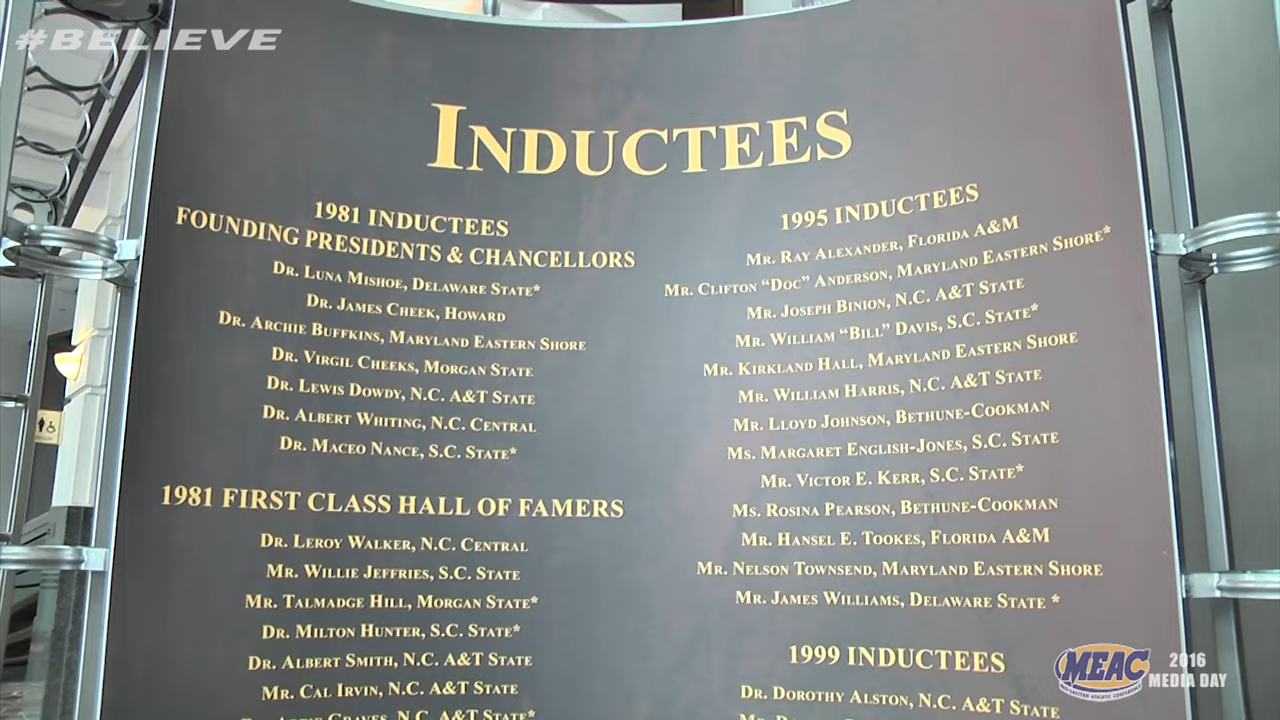 #BELIEVE
INDUCTEES
1981 INDUCTEES
FOUNDING PRESIDENTS & CHANCELLORS
DR. LUNA MISHOE, DELAWARE STATE*
DR. JAMES CHEEK, HOWARD
DR. ARCHIE BUFFKINS, MARYLAND EASTERN SHORE
DR. VIRGIL CHEEKS, MORGAN STATE
DR. LEWIS DOWDY, N.C. A&T STATE
DR. ALBERT WHITING, N.C. CENTRAL
DR. MACEO NANCE, S.C. STATE*
1981 FIRST CLASS HALL OF FAMERS
DR. LEROY WALKER, N.C. CENTRAL
MR. WILLIE JEFFRIES, S.C. STATE
MR. TALMADGE HILL, MORGAN STATE*
DR. MILTON HUNTER, S.C. STATE*
DR. ALBERT SMITH, N.C. A&T STATE
MR. CAL IRVIN, N.C. A&T STATE
GRAVES, N.C. A&T STATE*
1995 INDUCTEES
MR. RAY ALEXANDER, FLORIDA A&M
MR. CLIFTON “DOC” ANDERSON, MARYLAND EASTERN SHORE*
MR. JOSEPH BINION, N.C. A&T STATE
MR. WILLIAM “BILL” DAVIS, S.C. STATE*
MR. KIRKLAND HALL, MARYLAND EASTERN SHORE
MR. WILLIAM HARRIS, N.C. A&T STATE
MR. LLOYD JOHNSON, BETHUNE-COOKMAN
MS. MARGARET ENGLISH-JONES, S.C. STATE
MR. VICTOR E. KERR, S.C. STATE*
MS. ROSINA PEARSON, BETHUNE-COOKMAN
MR. HANSEL E. TOOKES, FLORIDA A&M
MR. NELSON TOWNSEND, MARYLAND EASTERN SHORE
MR. JAMES WILLIAMS, DELAWARE STATE *
1999 INDUCTEES
DR. DOROTHY ALSTON, N.C. A&T STATE
MEAC
MID-EASTERN ATHLETIC CONFERENCE
2016
MEDIA DAY